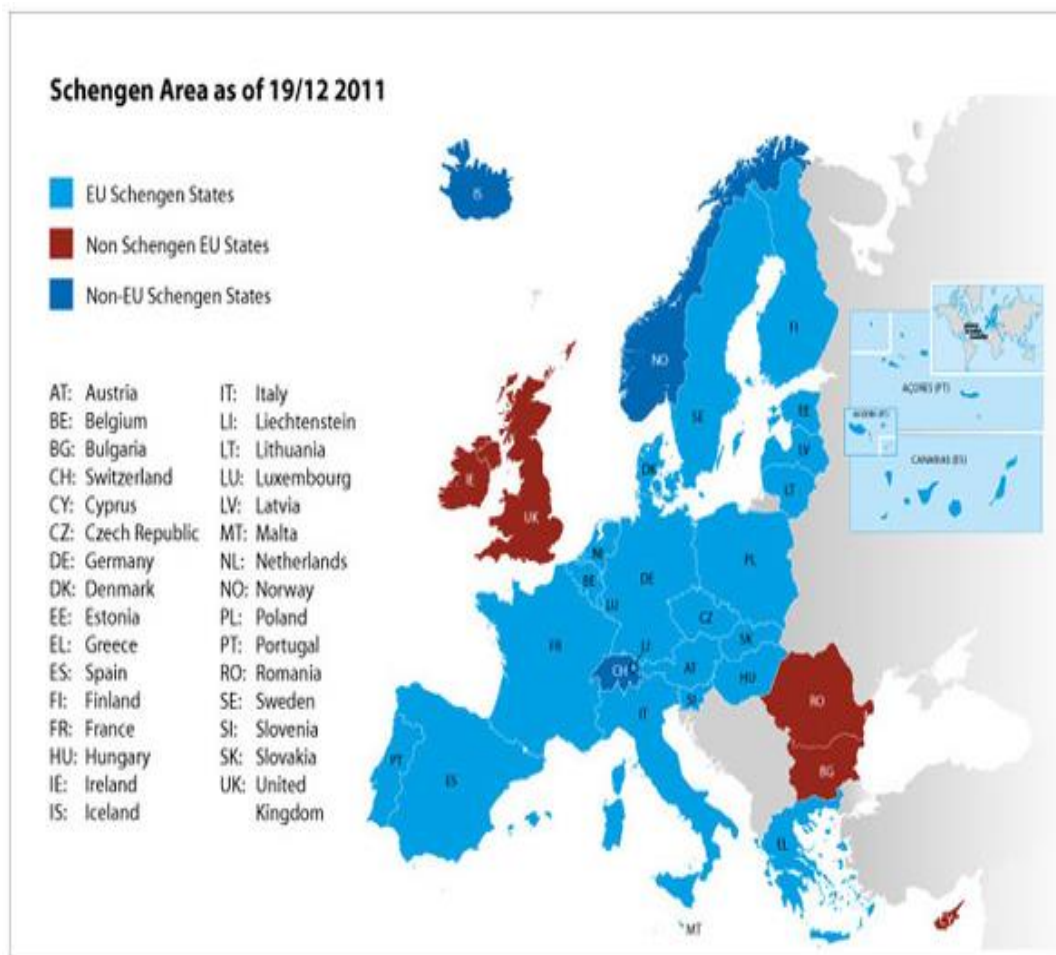 Schengen Area as of 19/12 2011
EU Schengen States
Non Schengen EU States
Non-EU Schengen States
AT: Austria
BE: Belgium
BG: Bulgaria
CH: Switzerland
CY: Cyprus
CZ: Czech Republic
DE: Germany
DK: Denmark
EE: Estonia
EL: Greece
ES: Spain
FI: Finland
FR: France
HU: Hungary
IE: Ireland
IS: Iceland
IT: Italy
LI: Liechtenstein
LT: Lithuania
LU: Luxembourg
LV: Latvia
MT: Malta
NL: Netherlands
NO: Norway
PL: Poland
PT: Portugal
RO: Romania
SE: Sweden
SI: Slovenia
SK: Slovakia
UK: United
Kingdom
IS
NO
SE
FI
EE
LV
LT
DK
IE
UK
NL
BE
LU
DE
PL
CZ
SK
FR
CH
LI
AT
HU
SI
IT
RO
BG
PT
ES
EL
MT
CY
AÇORES (PT)
CANARIAS (ES)